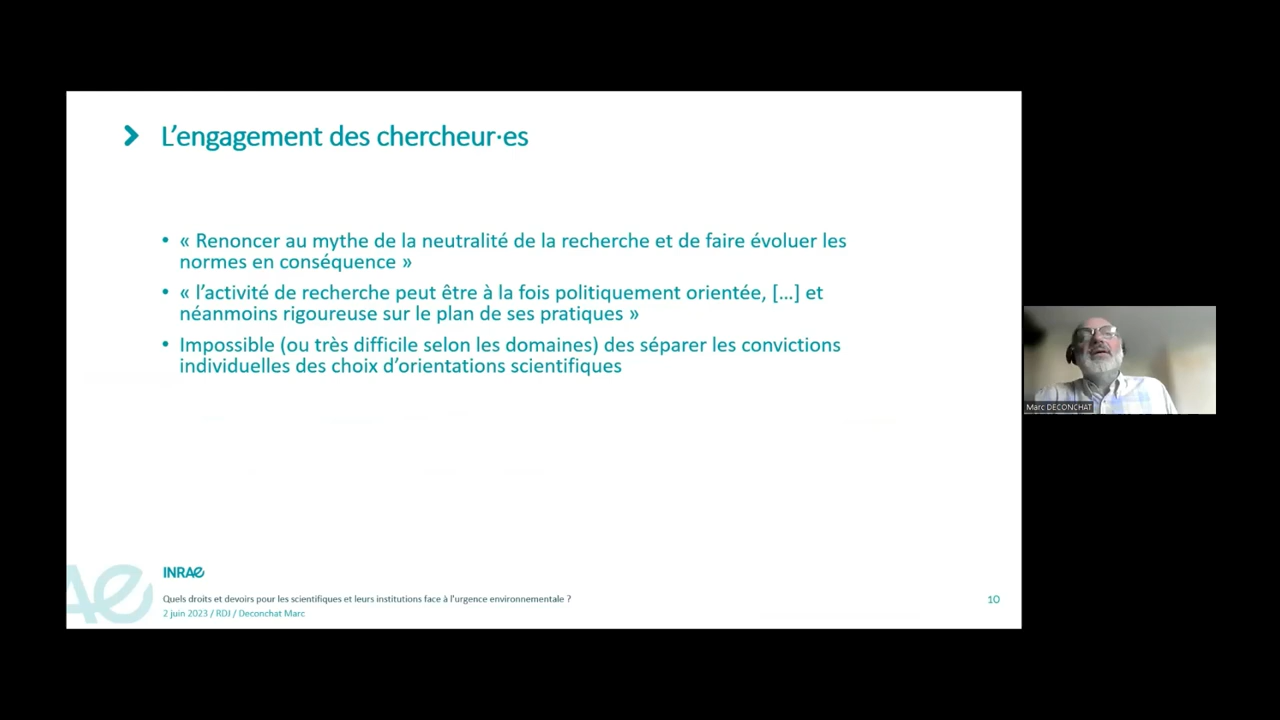 L'engagement des chercheur·es
• « Renoncer au mythe de la neutralité de la recherche et de faire évoluer les
normes en conséquence »
• « l'activité de recherche peut être à la fois politiquement orientée, [...] et
néanmoins rigoureuse sur le plan de ses pratiques »
• Impossible (ou très difficile selon les domaines) des séparer les convictions
individuelles des choix d'orientations scientifiques
Marc DECONCHAT
INRAE
Quels droits et devoirs pour les scientifiques et leurs institutions face à l'urgence environnementale ?
2 juin 2023 / RDJ / Deconchat Marc
10